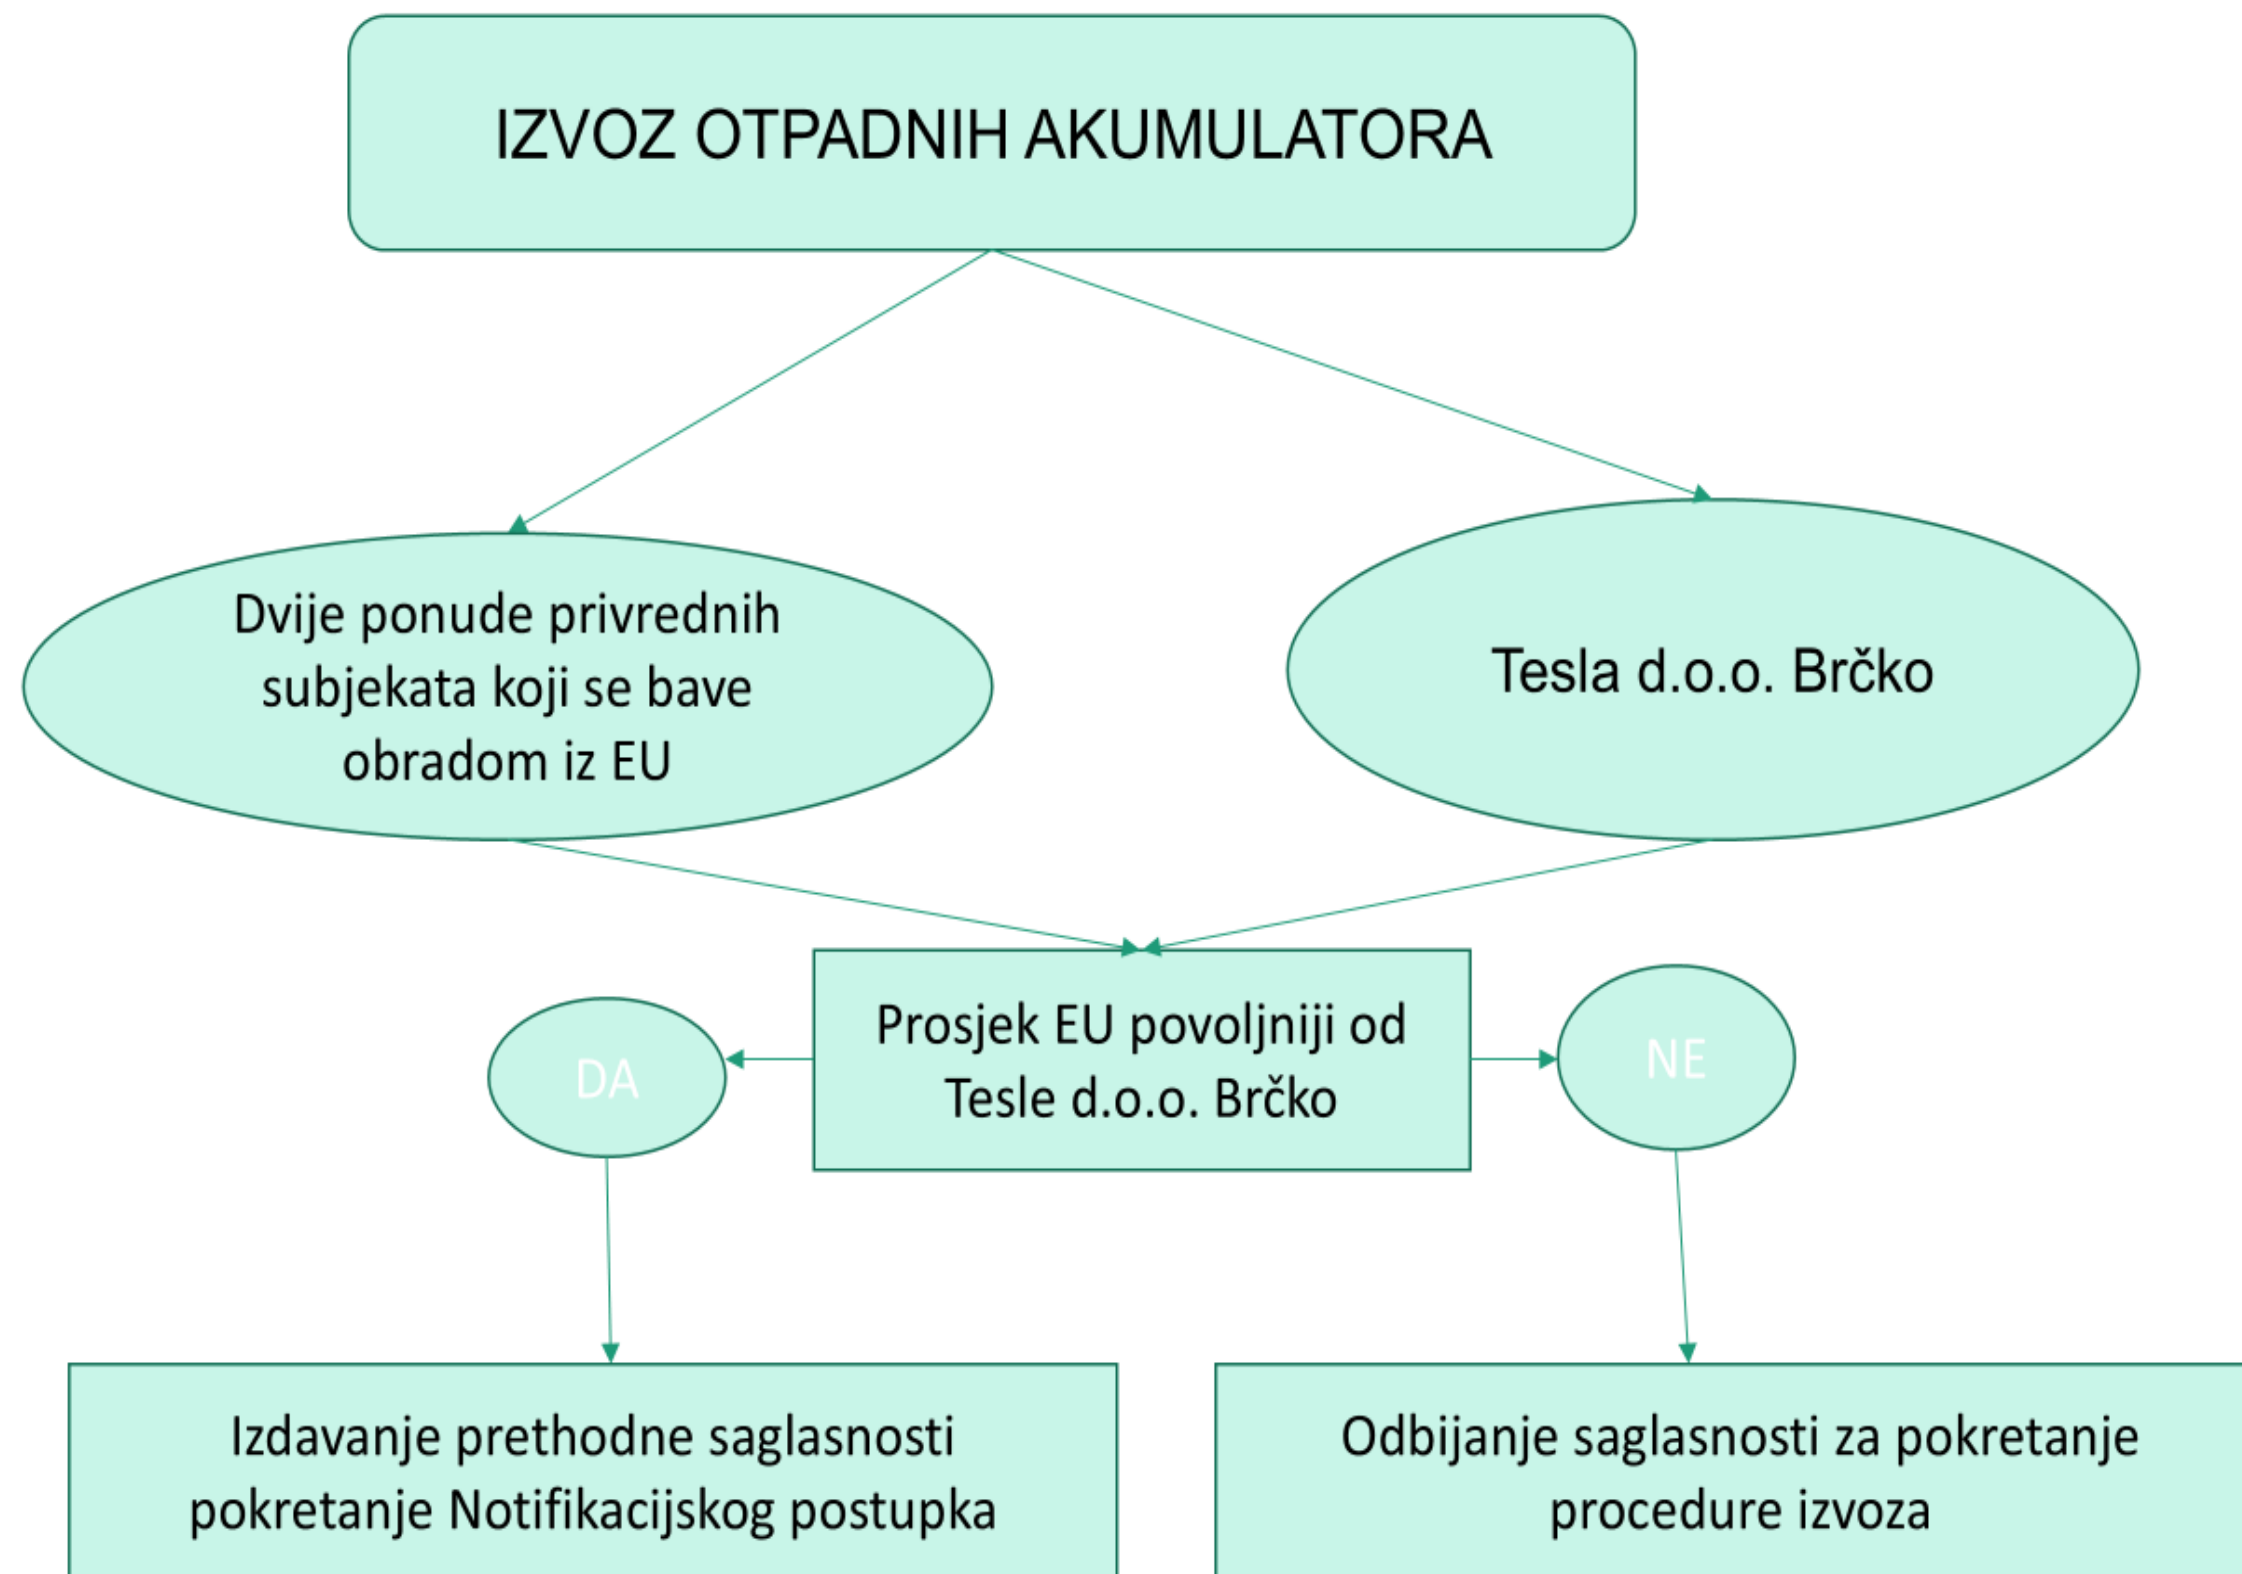 IZVOZ OTPADNIH AKUMULATORA
Dvije ponude privrednih
subjekata koji se bave
obradom iz EU
Tesla d.o.o. Brčko
Prosjek EU povoljniji od
Tesle d.o.o. Brčko
DA
NE
Izdavanje prethodne saglasnosti
pokretanje Notifikacijskog postupka
Odbijanje saglasnosti za pokretanje
procedure izvoza